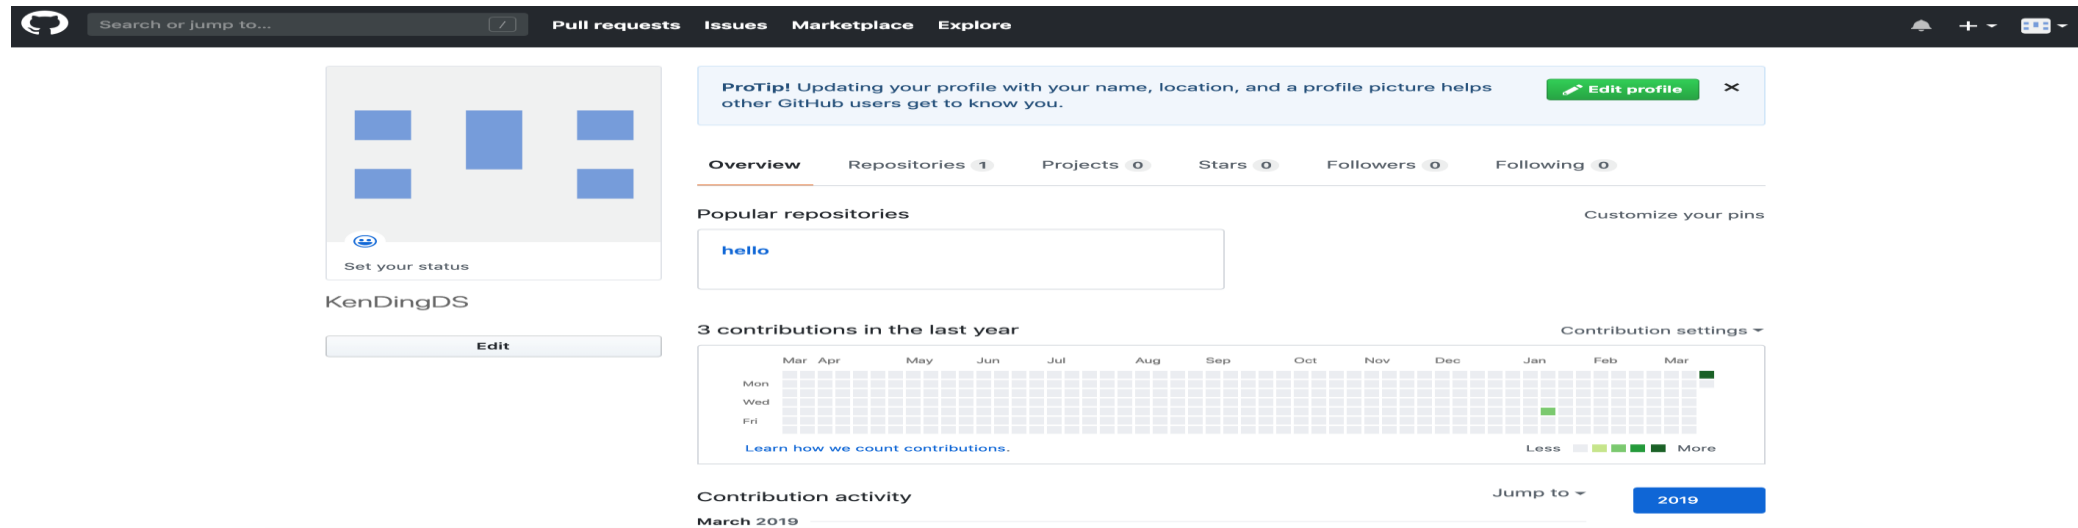 Search or jump to... /
Pull requests Issues Marketplace Explore
Set your status
KenDingDS
Edit
ProTip! Updating your profile with your name, location, and a profile picture helps
other GitHub users get to know you.
Edit profile
Overview Repositories 1 Projects 0 Stars 0 Followers 0 Following 0
Popular repositories Customize your pins
hello
3 contributions in the last year Contribution settings
Mar Apr May Jun Jul Aug Sep Oct Nov Dec Jan Feb Mar
Mon
Wed
Fri
Learn how we count contributions. Less More
Contribution activity Jump to 2019
March 2019